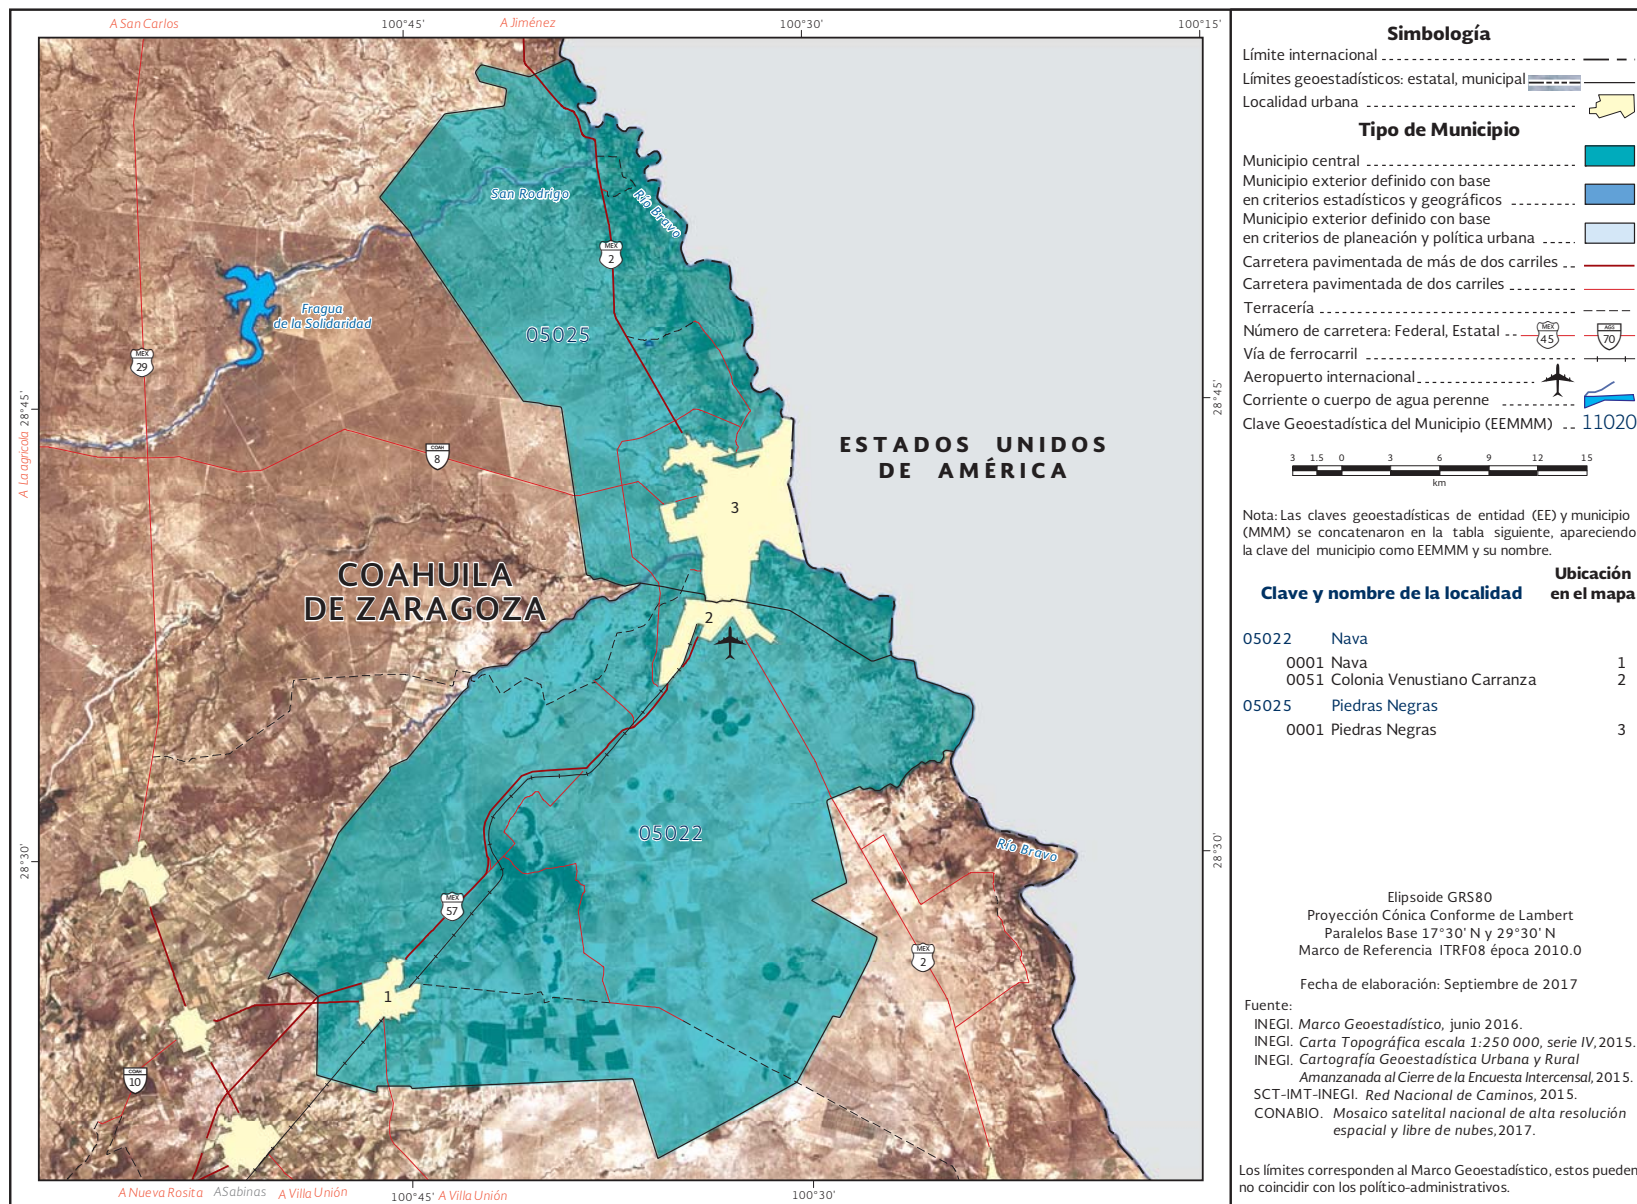 A San Carlos
100°45'
A Jiménez
100°30'
100°15'
San Rodrigo
Río Bravo
MEX
2
Fragua
de la Solidaridad
05025
MEX
29
28°45'
28°45'
A La agrícola
COAH
8
ESTADOS UNIDOS
DE AMÉRICA
3
COAHUILA
DE ZARAGOZA
2
05022
Río Bravo
28°30'
28°30'
MEX
57
MEX
2
1
COAH
10
A Nueva Rosita
A Sabinas
A Villa Unión
100°45'
A Villa Unión
100°30'
Simbología
Límite internacional
Límites geoestadísticos: estatal, municipal
Localidad urbana
Tipo de Municipio
Municipio central
Municipio exterior definido con base
en criterios estadísticos y geográficos
Municipio exterior definido con base
en criterios de planeación y política urbana
Carretera pavimentada de más de dos carriles
Carretera pavimentada de dos carriles
Terracería
Número de carretera: Federal, Estatal MEX 45 AGS 70
Vía de ferrocarril
Aeropuerto internacional
Corriente o cuerpo de agua perenne
Clave Geoestadística del Municipio (EEMMM) 11020
3 1.5 0 3 6 9 12 15
km
Nota: Las claves geoestadísticas de entidad (EE) y municipio
(MMM) se concatenaron en la tabla siguiente, apareciendo
la clave del municipio como EEMMM y su nombre.
Clave y nombre de la localidad
Ubicación
en el mapa
05022 Nava
0001 Nava 1
0051 Colonia Venustiano Carranza 2
05025 Piedras Negras
0001 Piedras Negras 3
Elipsoide GRS80
Proyección Cónica Conforme de Lambert
Paralelos Base 17°30' N y 29°30' N
Marco de Referencia ITRF08 época 2010.0
Fecha de elaboración: Septiembre de 2017
Fuente:
INEGI. Marco Geoestadístico, junio 2016.
INEGI. Carta Topográfica escala 1:250 000, serie IV, 2015.
INEGI. Cartografía Geoestadística Urbana y Rural
Amanzanada al Cierre de la Encuesta Intercensal, 2015.
SCT-IMT-INEGI. Red Nacional de Caminos, 2015.
CONABIO. Mosaico satelital nacional de alta resolución
espacial y libre de nubes, 2017.
Los límites corresponden al Marco Geoestadístico, estos pueden
no coincidir con los político-administrativos.